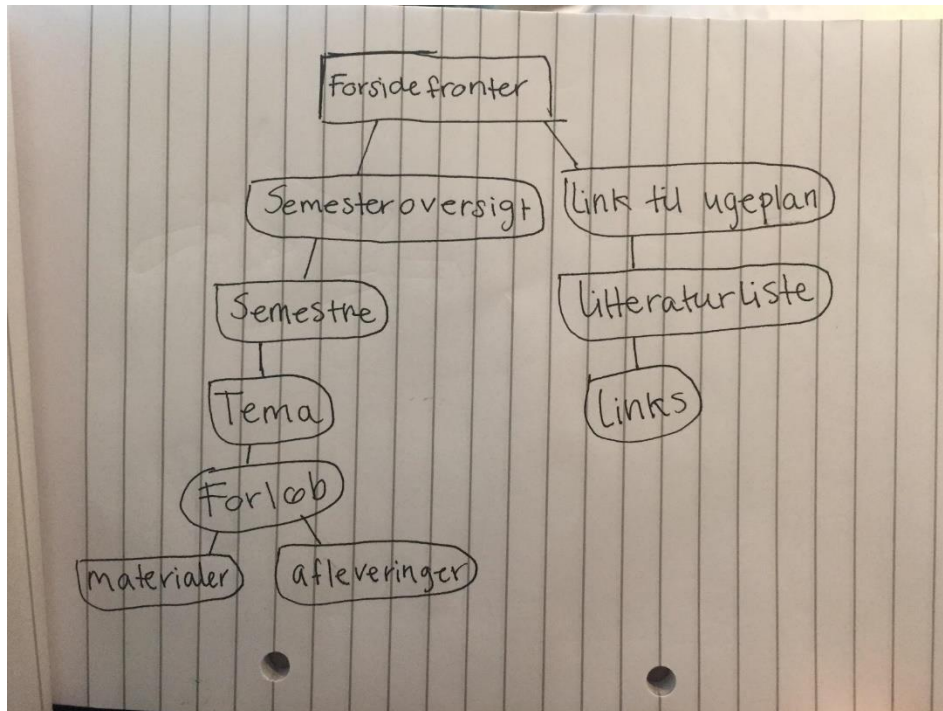 Forside fronter
Semesteroversigt
Link til ugeplan
Semestre
Litteraturliste
Tema
Links
Forløb
materialer
afleveringer